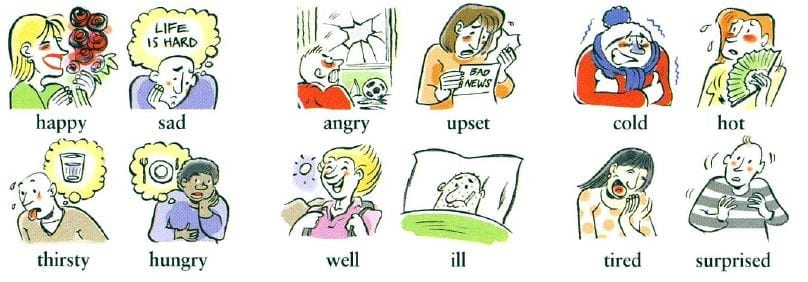 LIFE
IS HARD
BAD
NEWS
happy
sad
angry
upset
cold
hot
thirsty
hungry
well
ill
tired
surprised